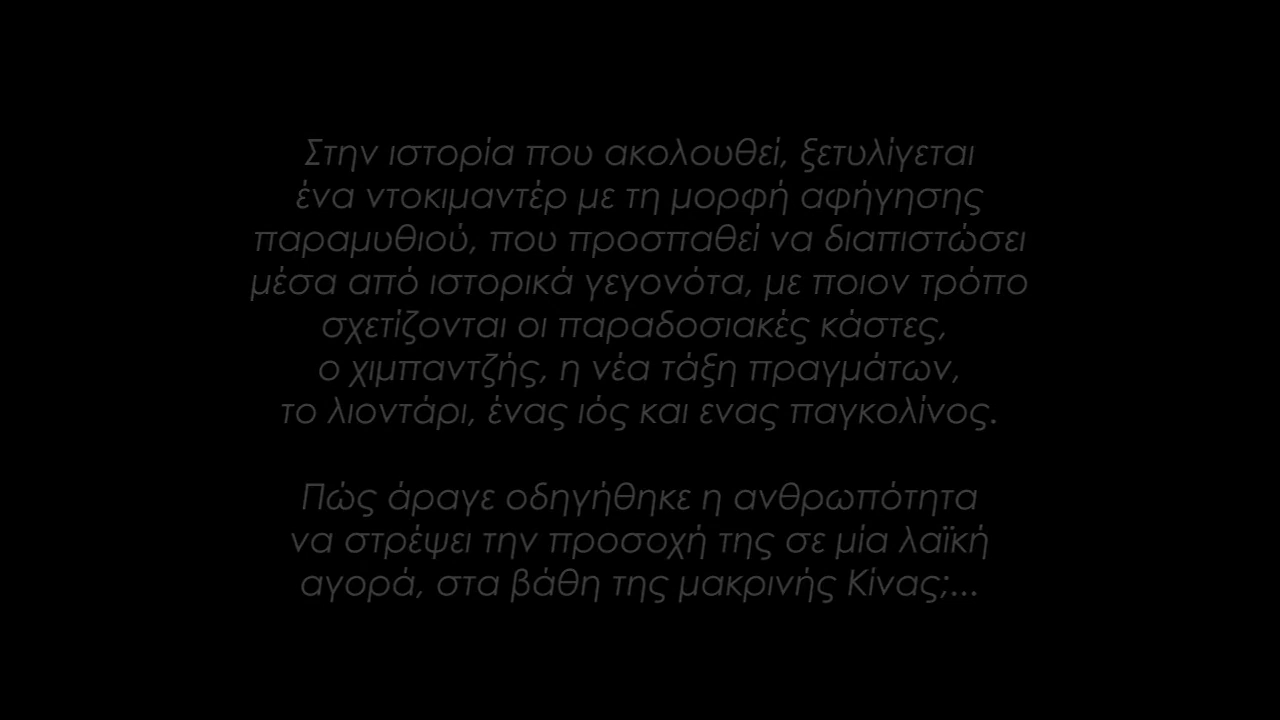 Στην ιστορία που ακολουθεί, ξετυλίγεται
ένα ντοκιμαντέρ με τη μορφή αφήγησης
παραμυθιού, που προσπαθεί να διαπιστώσει
μέσα από ιστορικά γεγονότα, με ποιον τρόπο
σχετίζονται οι παραδοσιακές κάστες,
ο χιμπαντζής, η νέα τάξη πραγμάτων,
το λιοντάρι, ένας ιός και ενας παγκολίνος.
Πώς άραγε οδηγήθηκε η ανθρωπότητα
να στρέψει την προσοχή της σε μία λαϊκή
αγορά, στα βάθη της μακρινής Κίνας;...